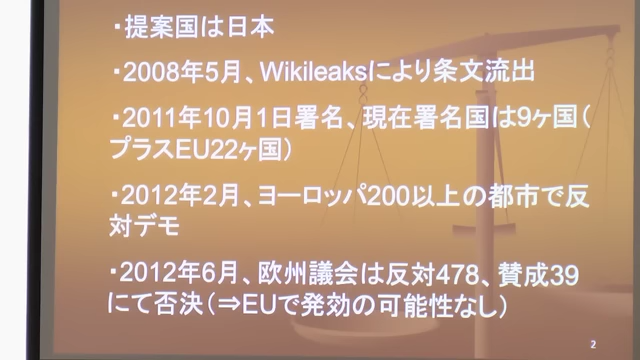 ・提案国は日本
・2008年5月、Wikileaksにより条文流出
・2011年10月1日署名、現在署名国は9ヶ国（
プラスEU22ヶ国）
・2012年2月、ヨーロッパ200以上の都市で反
対デモ
・2012年6月、欧州議会は反対478、賛成39
にて否決（⇒EUで発効の可能性なし）
2